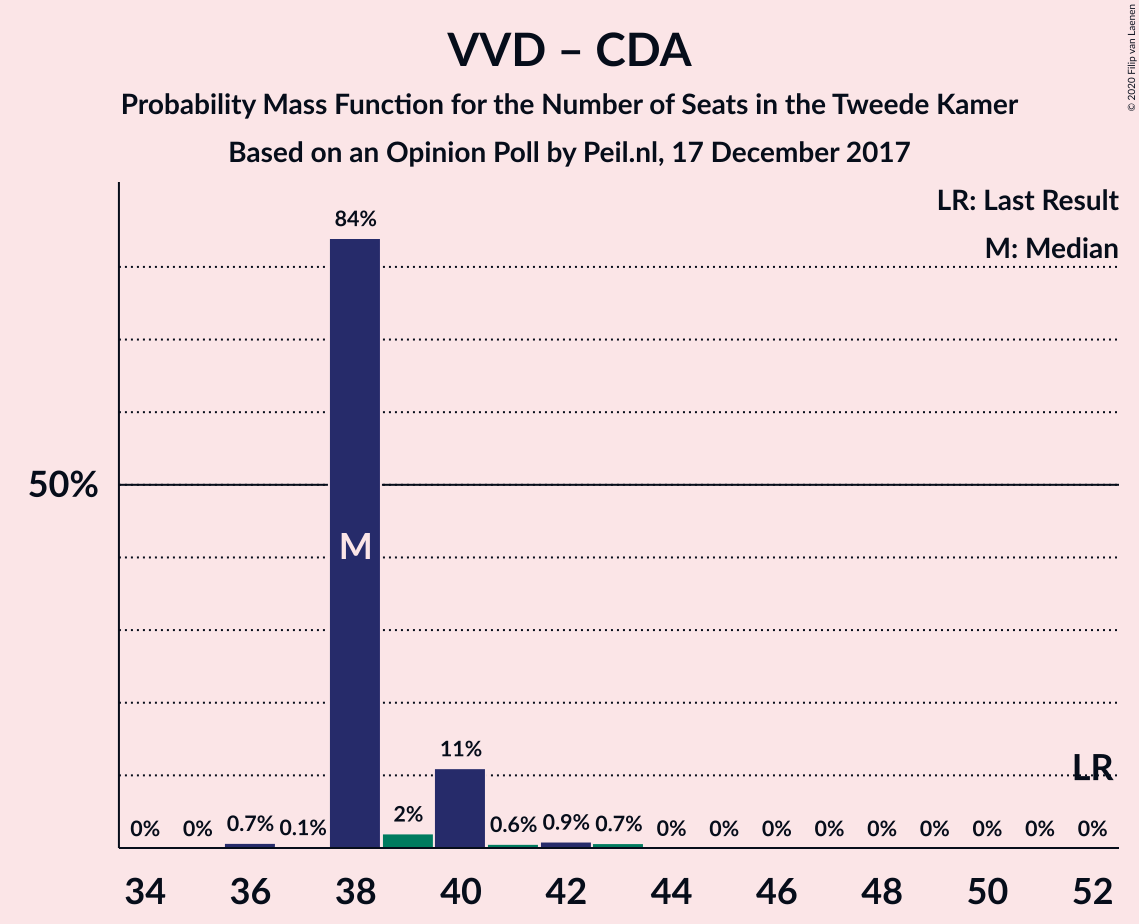 VVD – CDA
Probability Mass Function for the Number of Seats in the Tweede Kamer
Based on an Opinion Poll by Peil.nl, 17 December 2017
© 2020 Filip van Laenen
LR: Last Result
M: Median
84%
50%
M
11%
LR
0% 0% 0.7% 0.1% 2% 0.6% 0.9% 0.7% 0% 0% 0% 0% 0% 0% 0% 0% 0%
34 36 38 40 42 44 46 48 50 52